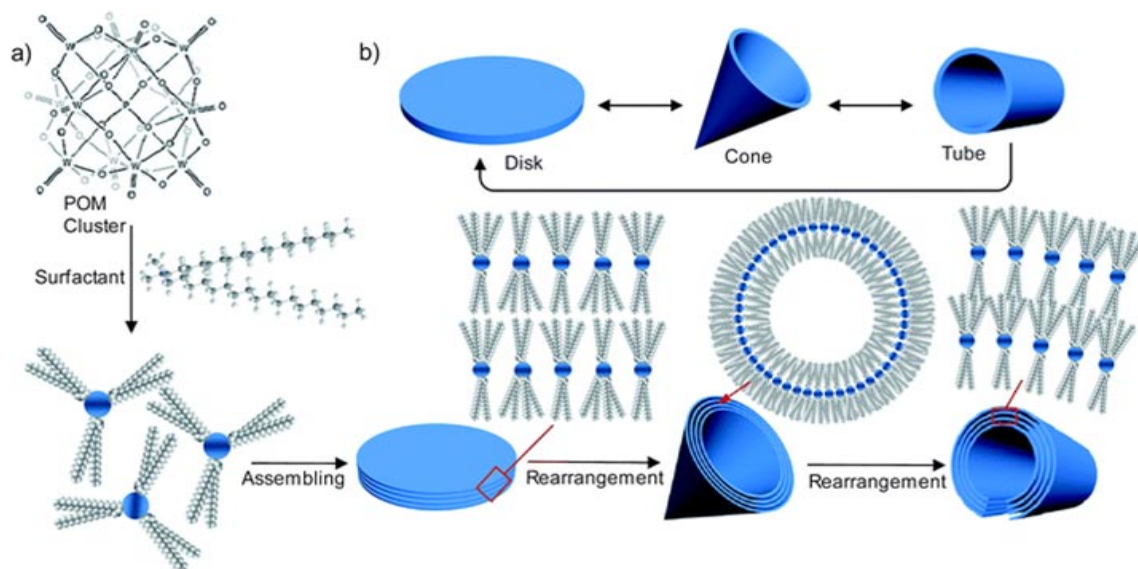 a)
POM
Cluster
Surfactant
Assembling
b)
Disk
Cone
Tube
Rearrangement
Rearrangement